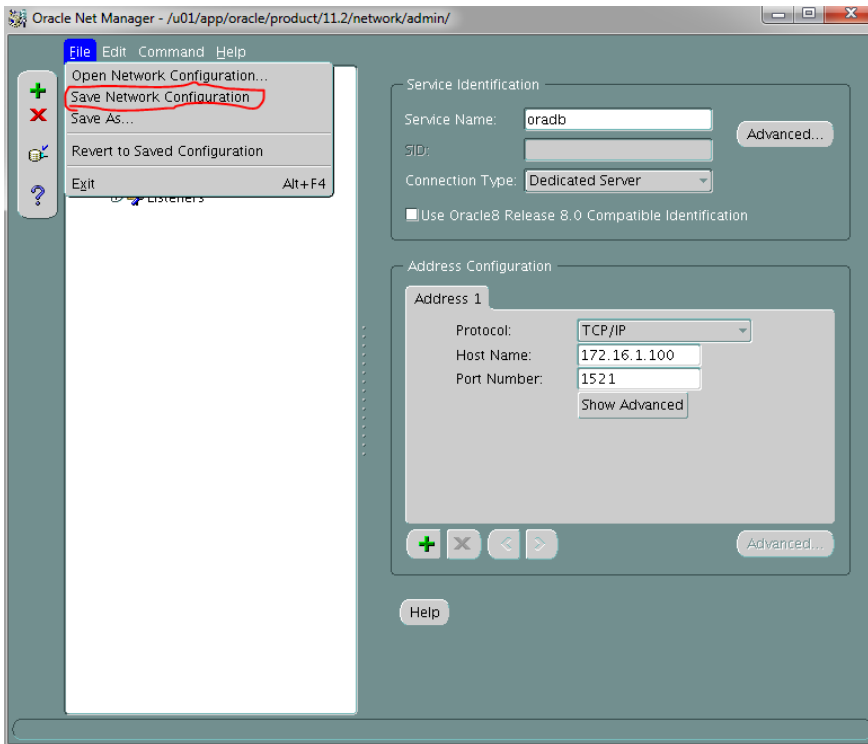 Oracle Net Manager - /u01/app/oracle/product/11.2/network/admin/
File Edit Command Help
Open Network Configuration...
Save Network Configuration
Save As...
Revert to Saved Configuration
Exit Alt+F4
Listeners
Service Identification
Service Name: oradb
Advanced...
SID:
Connection Type: Dedicated Server
Use Oracle8 Release 8.0 Compatible Identification
Address Configuration
Address 1
Protocol: TCP/IP
Host Name: 172.16.1.100
Port Number: 1521
Show Advanced
Advanced...
Help